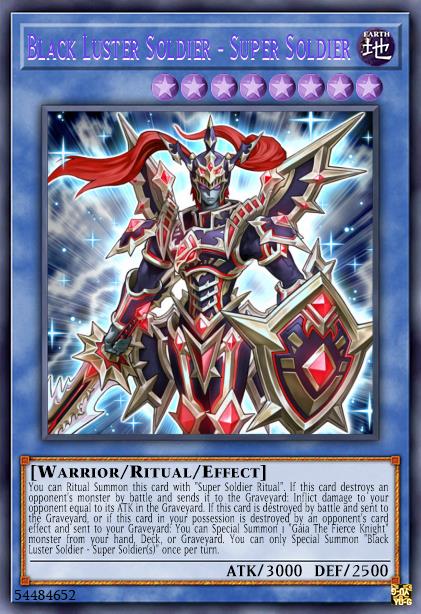 Black Luster Soldier - Super Soldier
EARTH
地
[Warrior/Ritual/Effect]
You can Ritual Summon this card with "Super Soldier Ritual". If this card destroys an
opponent's monster by battle and sends it to the Graveyard: Inflict damage to your
opponent equal to its ATK in the Graveyard. If this card is destroyed by battle and sent to
the Graveyard, or if this card in your possession is destroyed by an opponent's card
effect and sent to your Graveyard: You can Special Summon 1 "Gaia The Fierce Knight"
monster from your hand, Deck, or Graveyard. You can only Special Summon "Black
Luster Soldier - Super Soldier(s)" once per turn.
ATK/3000 DEF/2500
54484652